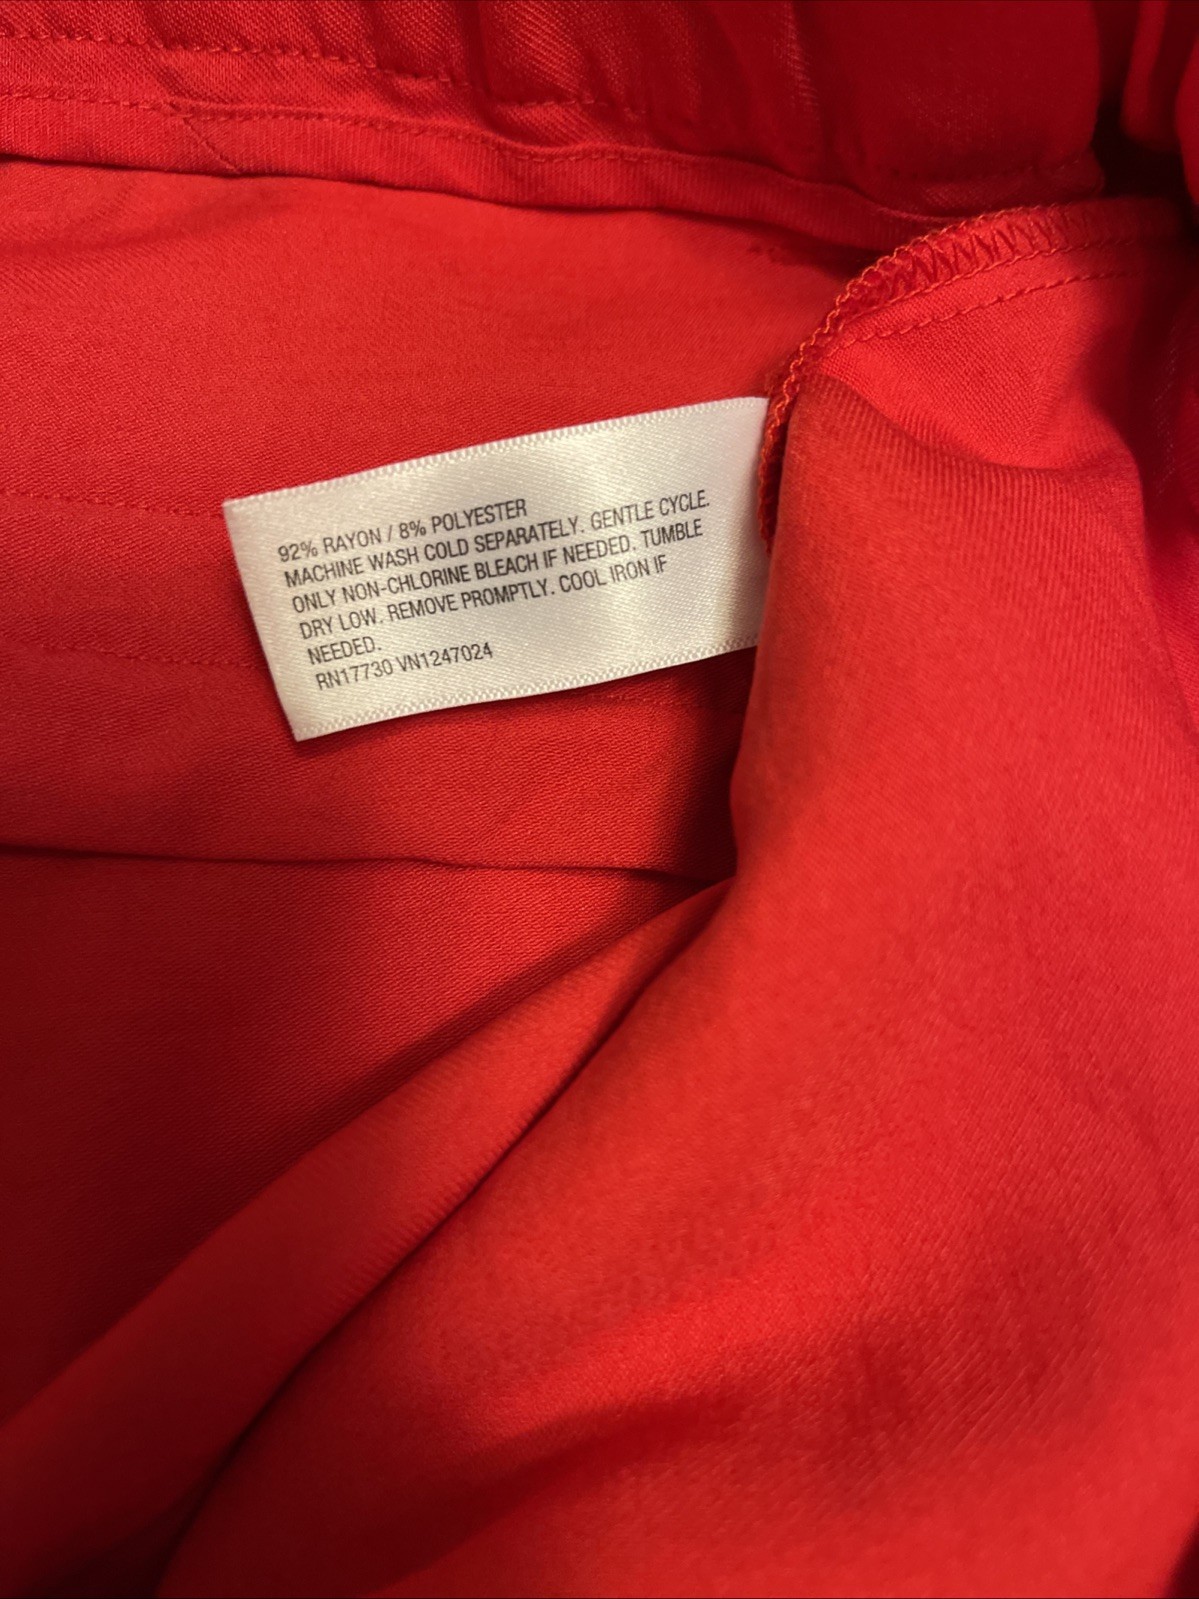 92% RAYON / 8% POLYESTER
MACHINE WASH COLD SEPARATELY. GENTLE CYCLE.
ONLY NON-CHLORINE BLEACH IF NEEDED. TUMBLE
DRY LOW. REMOVE PROMPTLY. COOL IRON IF
NEEDED.
RN17730 VN1247024